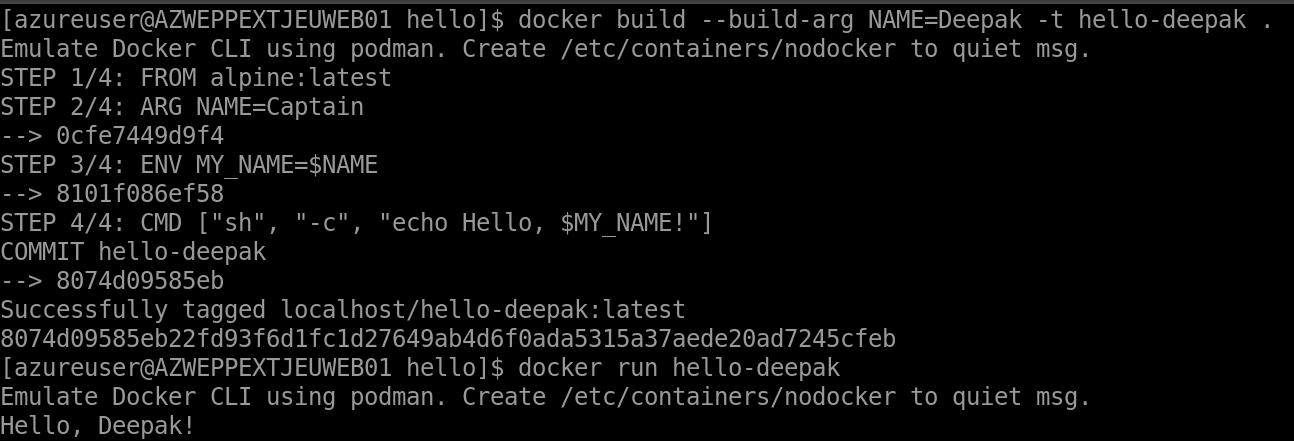 [azureuser@AZWEPPEXTJEUWEB01 hello]$ docker build --build-arg NAME=Deepak -t hello-deepak .
Emulate Docker CLI using podman. Create /etc/containers/nodocker to quiet msg.
STEP 1/4: FROM alpine:latest
STEP 2/4: ARG NAME=Captain
--> 0cfe7449d9f4
STEP 3/4: ENV MY_NAME=$NAME
--> 8101f086ef58
STEP 4/4: CMD ["sh", "-c", "echo Hello, $MY_NAME!"]
COMMIT hello-deepak
--> 8074d09585eb
Successfully tagged localhost/hello-deepak:latest
8074d09585eb22fd93f6d1fc1d27649ab4d6f0ada5315a37aede20ad7245cfeb
[azureuser@AZWEPPEXTJEUWEB01 hello]$ docker run hello-deepak
Emulate Docker CLI using podman. Create /etc/containers/nodocker to quiet msg.
Hello, Deepak!